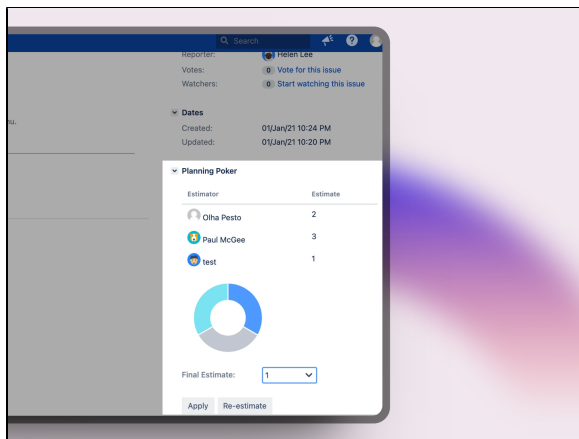 Search
Reporter: Helen Lee
Votes: 0 Vote for this issue
Watchers: 0 Start watching this issue
nu.
Dates
Created: 01/Jan/21 10:24 PM
Updated: 01/Jan/21 10:20 PM
Planning Poker
Estimator Estimate
Olha Pesto 2
Paul McGee 3
test 1
Final Estimate: 1
Apply Re-estimate